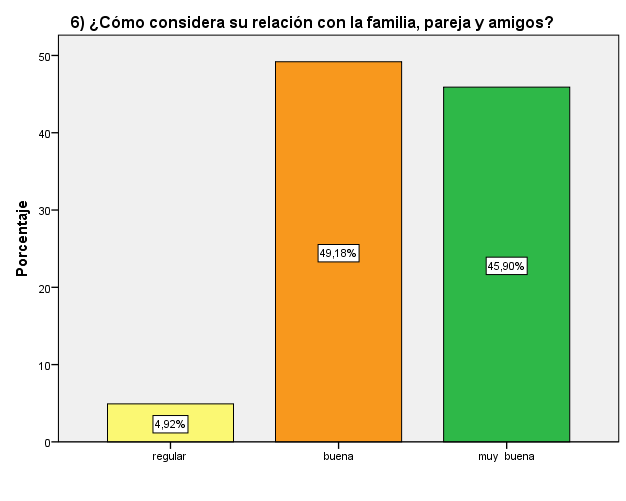 6) ¿Cómo considera su relación con la familia, pareja y amigos?
Porcentaje
50
40
30
20
10
0
4,92%
49,18%
45,90%
regular
buena
muy buena